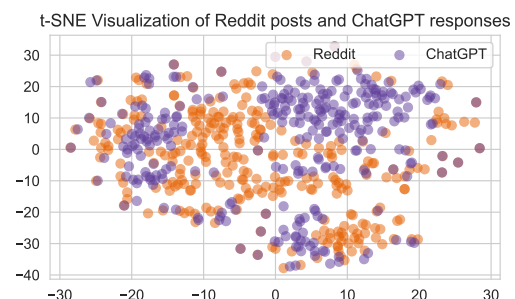 t-SNE Visualization of Reddit posts and ChatGPT responses
Reddit ChatGPT
30
20
10
0
−10
−20
−30
−40
−30 −20 −10 0 10 20 30